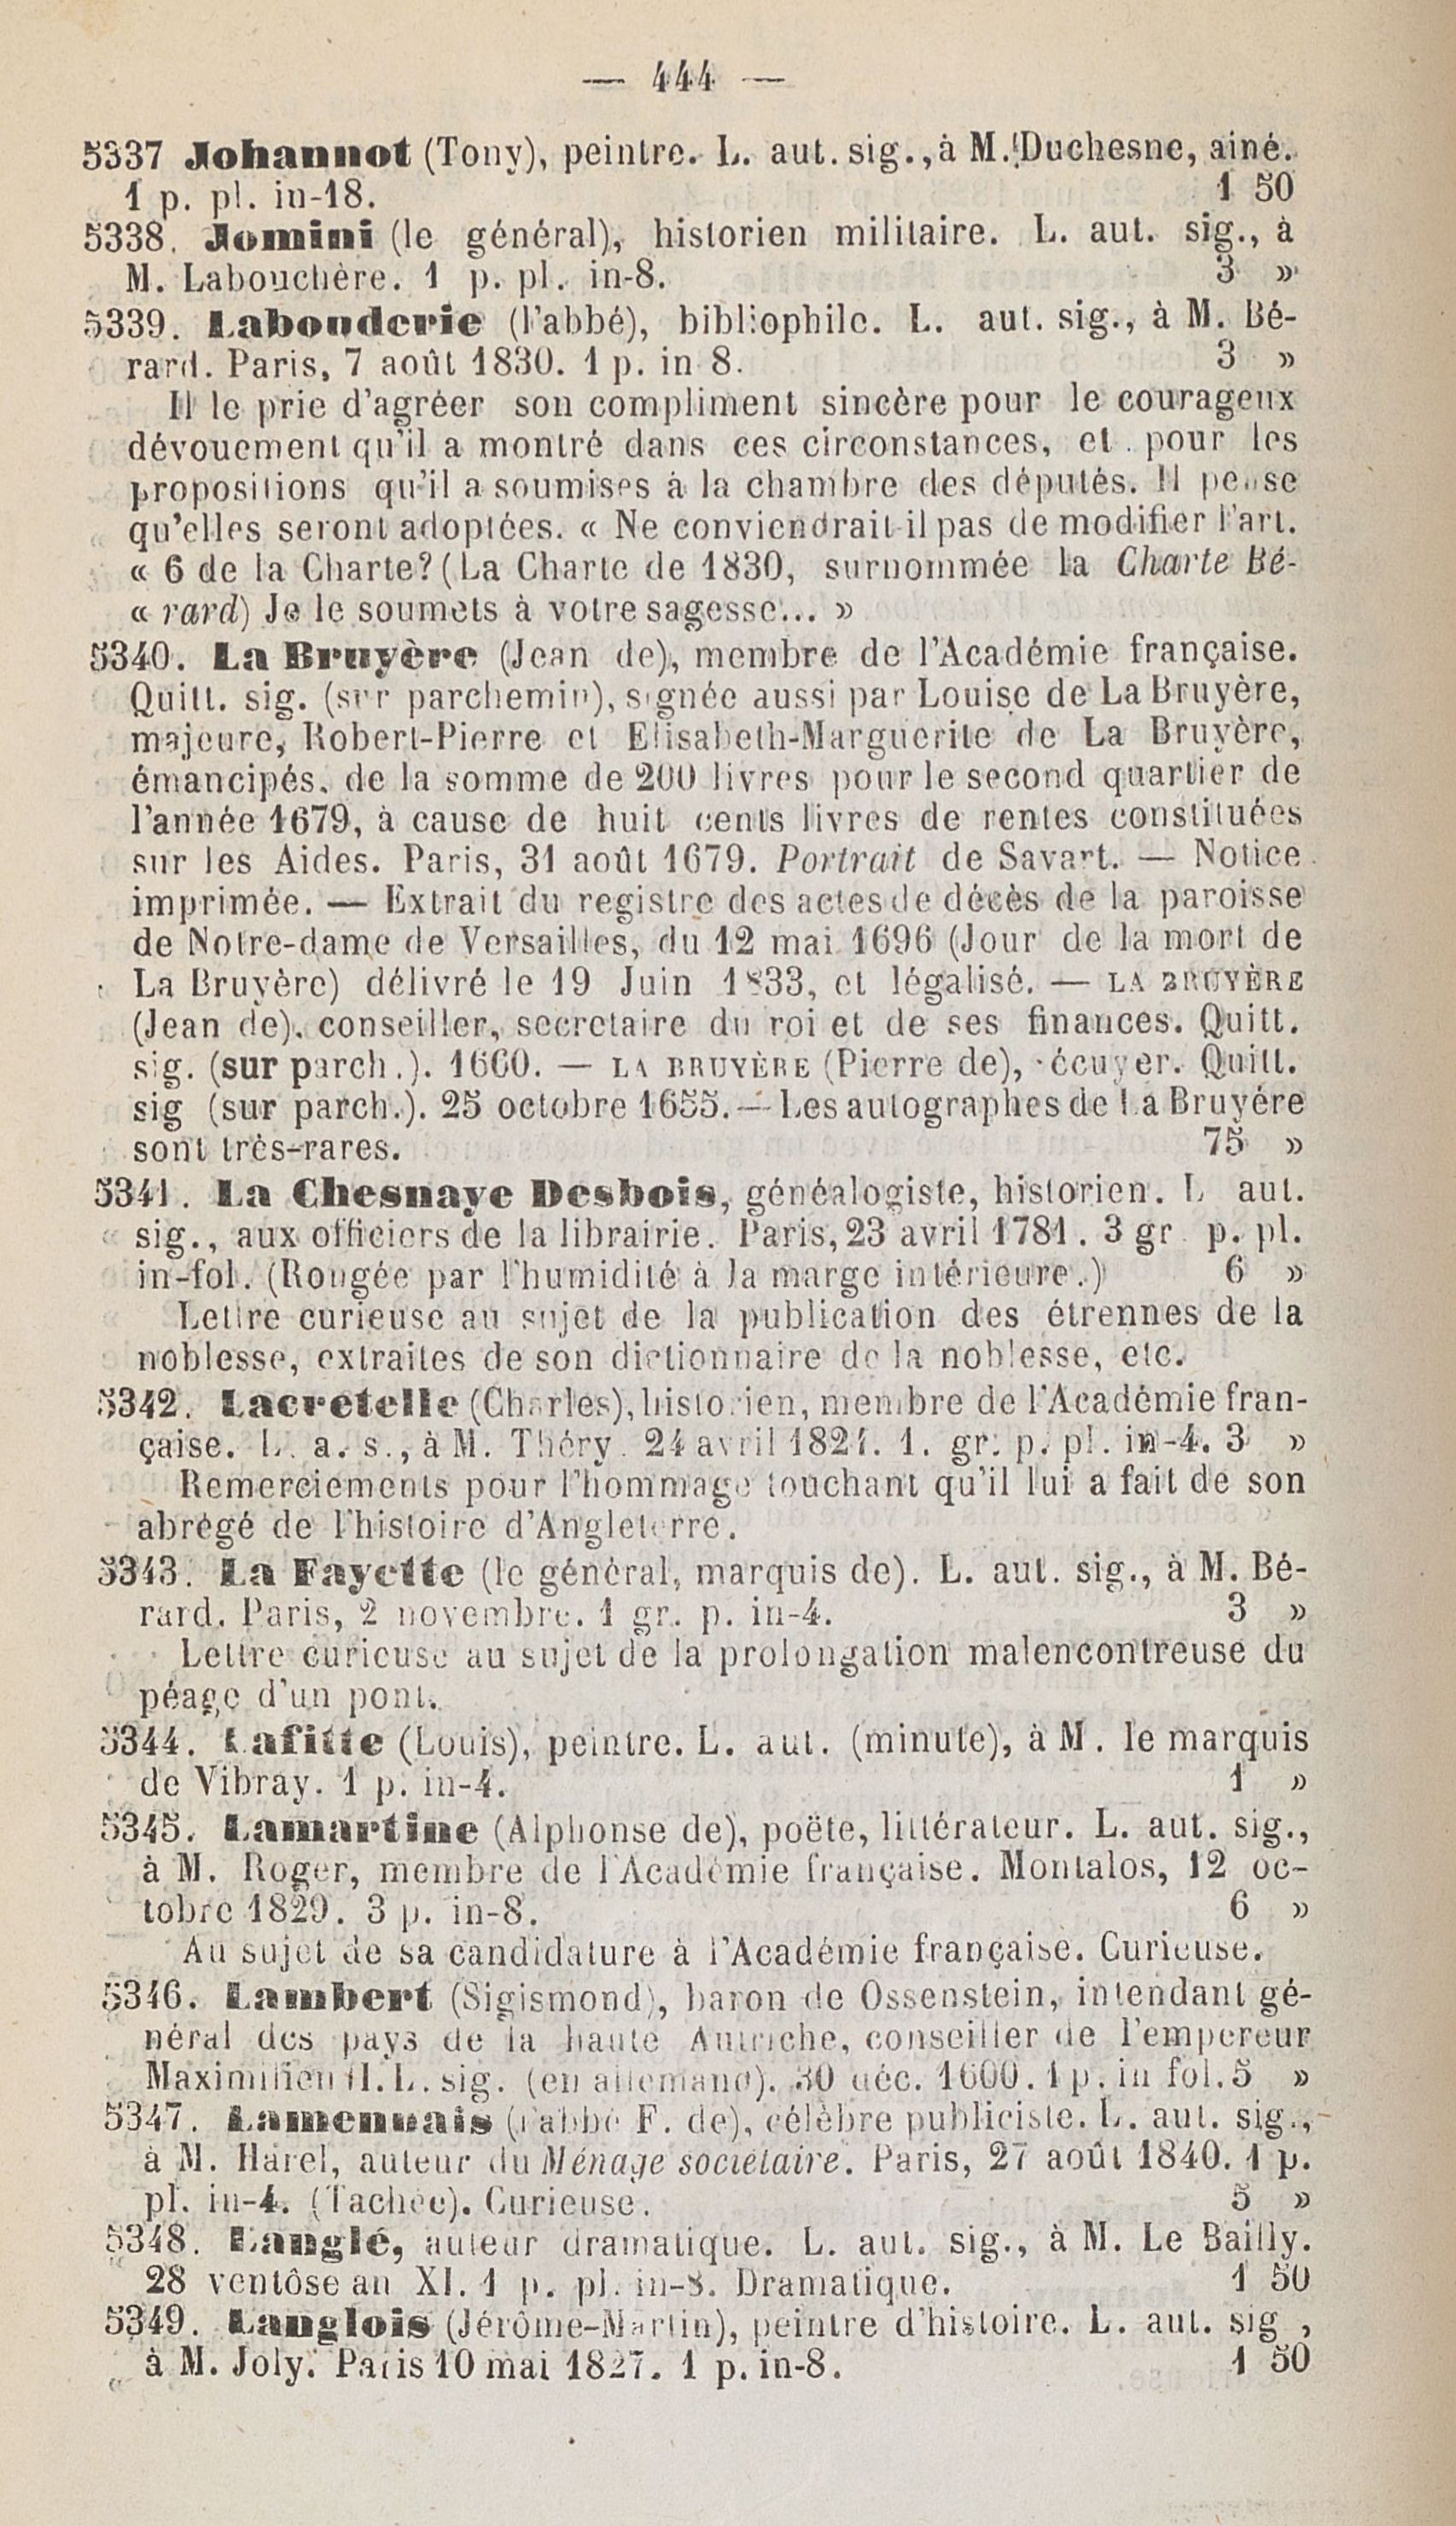 — 444 —
5337 Johannot (Tony), peintre. L. aut. sig., à M. Duchesne, ainé.
1 p. pl. in-18. 1 50
5338. Jomini (le général), historien militaire. L. aut. sig., à
M. Labouchère. 1 p. pl. in-8. 3 »
5339. Labouderie (l'abbé), bibliophile. L. aut. sig., à M. Bé-
rard. Paris, 7 août 1830. 1 p. in 8. 3 »
Il le prie d'agréer son compliment sincère pour le courageux
dévouement qu'il a montré dans ces circonstances, et pour les
propositions qu'il a soumises à la chambre des députés. Il pense
qu'elles seront adoptées. « Ne conviendrait-il pas de modifier l'art.
« 6 de la Charte? (La Charte de 1830, surnommée la Charte Bé-
« rard) Je le soumets à votre sagesse... »
5340. La Bruyère (Jean de), membre de l'Académie française.
Quitt. sig. (sur parchemin), signée aussi par Louise de La Bruyère,
majeure, Robert-Pierre et Elisabeth-Marguerite de La Bruyère,
émancipés, de la somme de 200 livres pour le second quartier de
l'année 1679, à cause de huit cents livres de rentes constituées
sur les Aides. Paris, 31 août 1679. Portrait de Savart. — Notice
imprimée. — Extrait du registre des actes de décès de la paroisse
de Notre-dame de Versailles, du 12 mai 1696 (Jour de la mort de
La Bruyère) délivré le 19 Juin 1833, et légalisé. — LA BRUYÈRE
(Jean de), conseiller, secretaire du roi et de ses finances. Quitt.
sig. (sur parch.). 1660. — LA BRUYÈRE (Pierre de), écuyer. Quitt.
sig (sur parch.). 25 octobre 1655. — Les autographes de La Bruyére
sont très-rares. 75 »
5341. La Chesnaye Desbois, généalogiste, historien. L aut.
sig., aux officiers de la librairie. Paris, 23 avril 1781. 3 gr p. pl.
in-fol. (Rongée par l'humidité à la marge intérieure.) 6 »
Lettre curieuse au sujet de la publication des étrennes de la
noblesse, extraites de son dictionnaire de la noblesse, etc.
5342. Lacretelle (Charles), historien, membre de l'Académie fran-
çaise. L. a. s., à M. Théry. 24 avril 1821. 1. gr. p. pl. in-4. 3 »
Remerciements pour l'hommage touchant qu'il lui a fait de son
abrégé de l'histoire d'Angleterre.
5343. La Fayette (le général, marquis de). L. aut. sig., à M. Bé-
rard. Paris, 2 novembre. 1 gr. p. in-4. 3 »
Lettre curieuse au sujet de la prolongation malencontreuse du
péage d'un pont.
5344. Lafitte (Louis), peintre. L. aut. (minute), à M. le marquis
de Vibray. 1 p. in-4. 1 »
5345. Lamartine (Alphonse de), poëte, littérateur. L. aut. sig.,
à M. Roger, membre de l'Académie française. Montalos, 12 oc-
tobre 1829. 3 p. in-8. 6 »
Au sujet de sa candidature à l'Académie française. Curieuse.
5346. Lambert (Sigismond), baron de Ossenstein, intendant gé-
néral des pays de la haute Autriche, conseiller de l'empereur
Maximilien II. L. sig. (en allemand). 30 déc. 1600. 1 p. in fol. 5 »
5347. Lamennais (l'abbé F. de), célèbre publiciste. L. aut. sig.,
à M. Harel, auteur du Ménage sociétaire. Paris, 27 août 1840. 1 p.
pl. in-4. (Tachée). Curieuse. 5 »
5348. Langlé, auteur dramatique. L. aut. sig., à M. Le Bailly.
28 ventôse an XI. 1 p. pl. in-8. Dramatique. 1 50
5349. Langlois (Jérôme-Martin), peintre d'histoire. L. aut. sig ,
à M. Joly. Paris 10 mai 1827. 1 p. in-8. 1 50